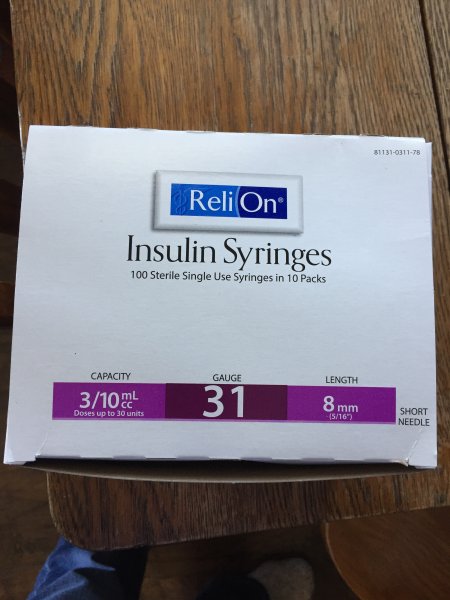 81131-0311-78
ReliOn®
Insulin Syringes
100 Sterile Single Use Syringes in 10 Packs
CAPACITY
3/10 mL
cc
Doses up to 30 units
GAUGE
31
LENGTH
8 mm
(5/16")
SHORT
NEEDLE